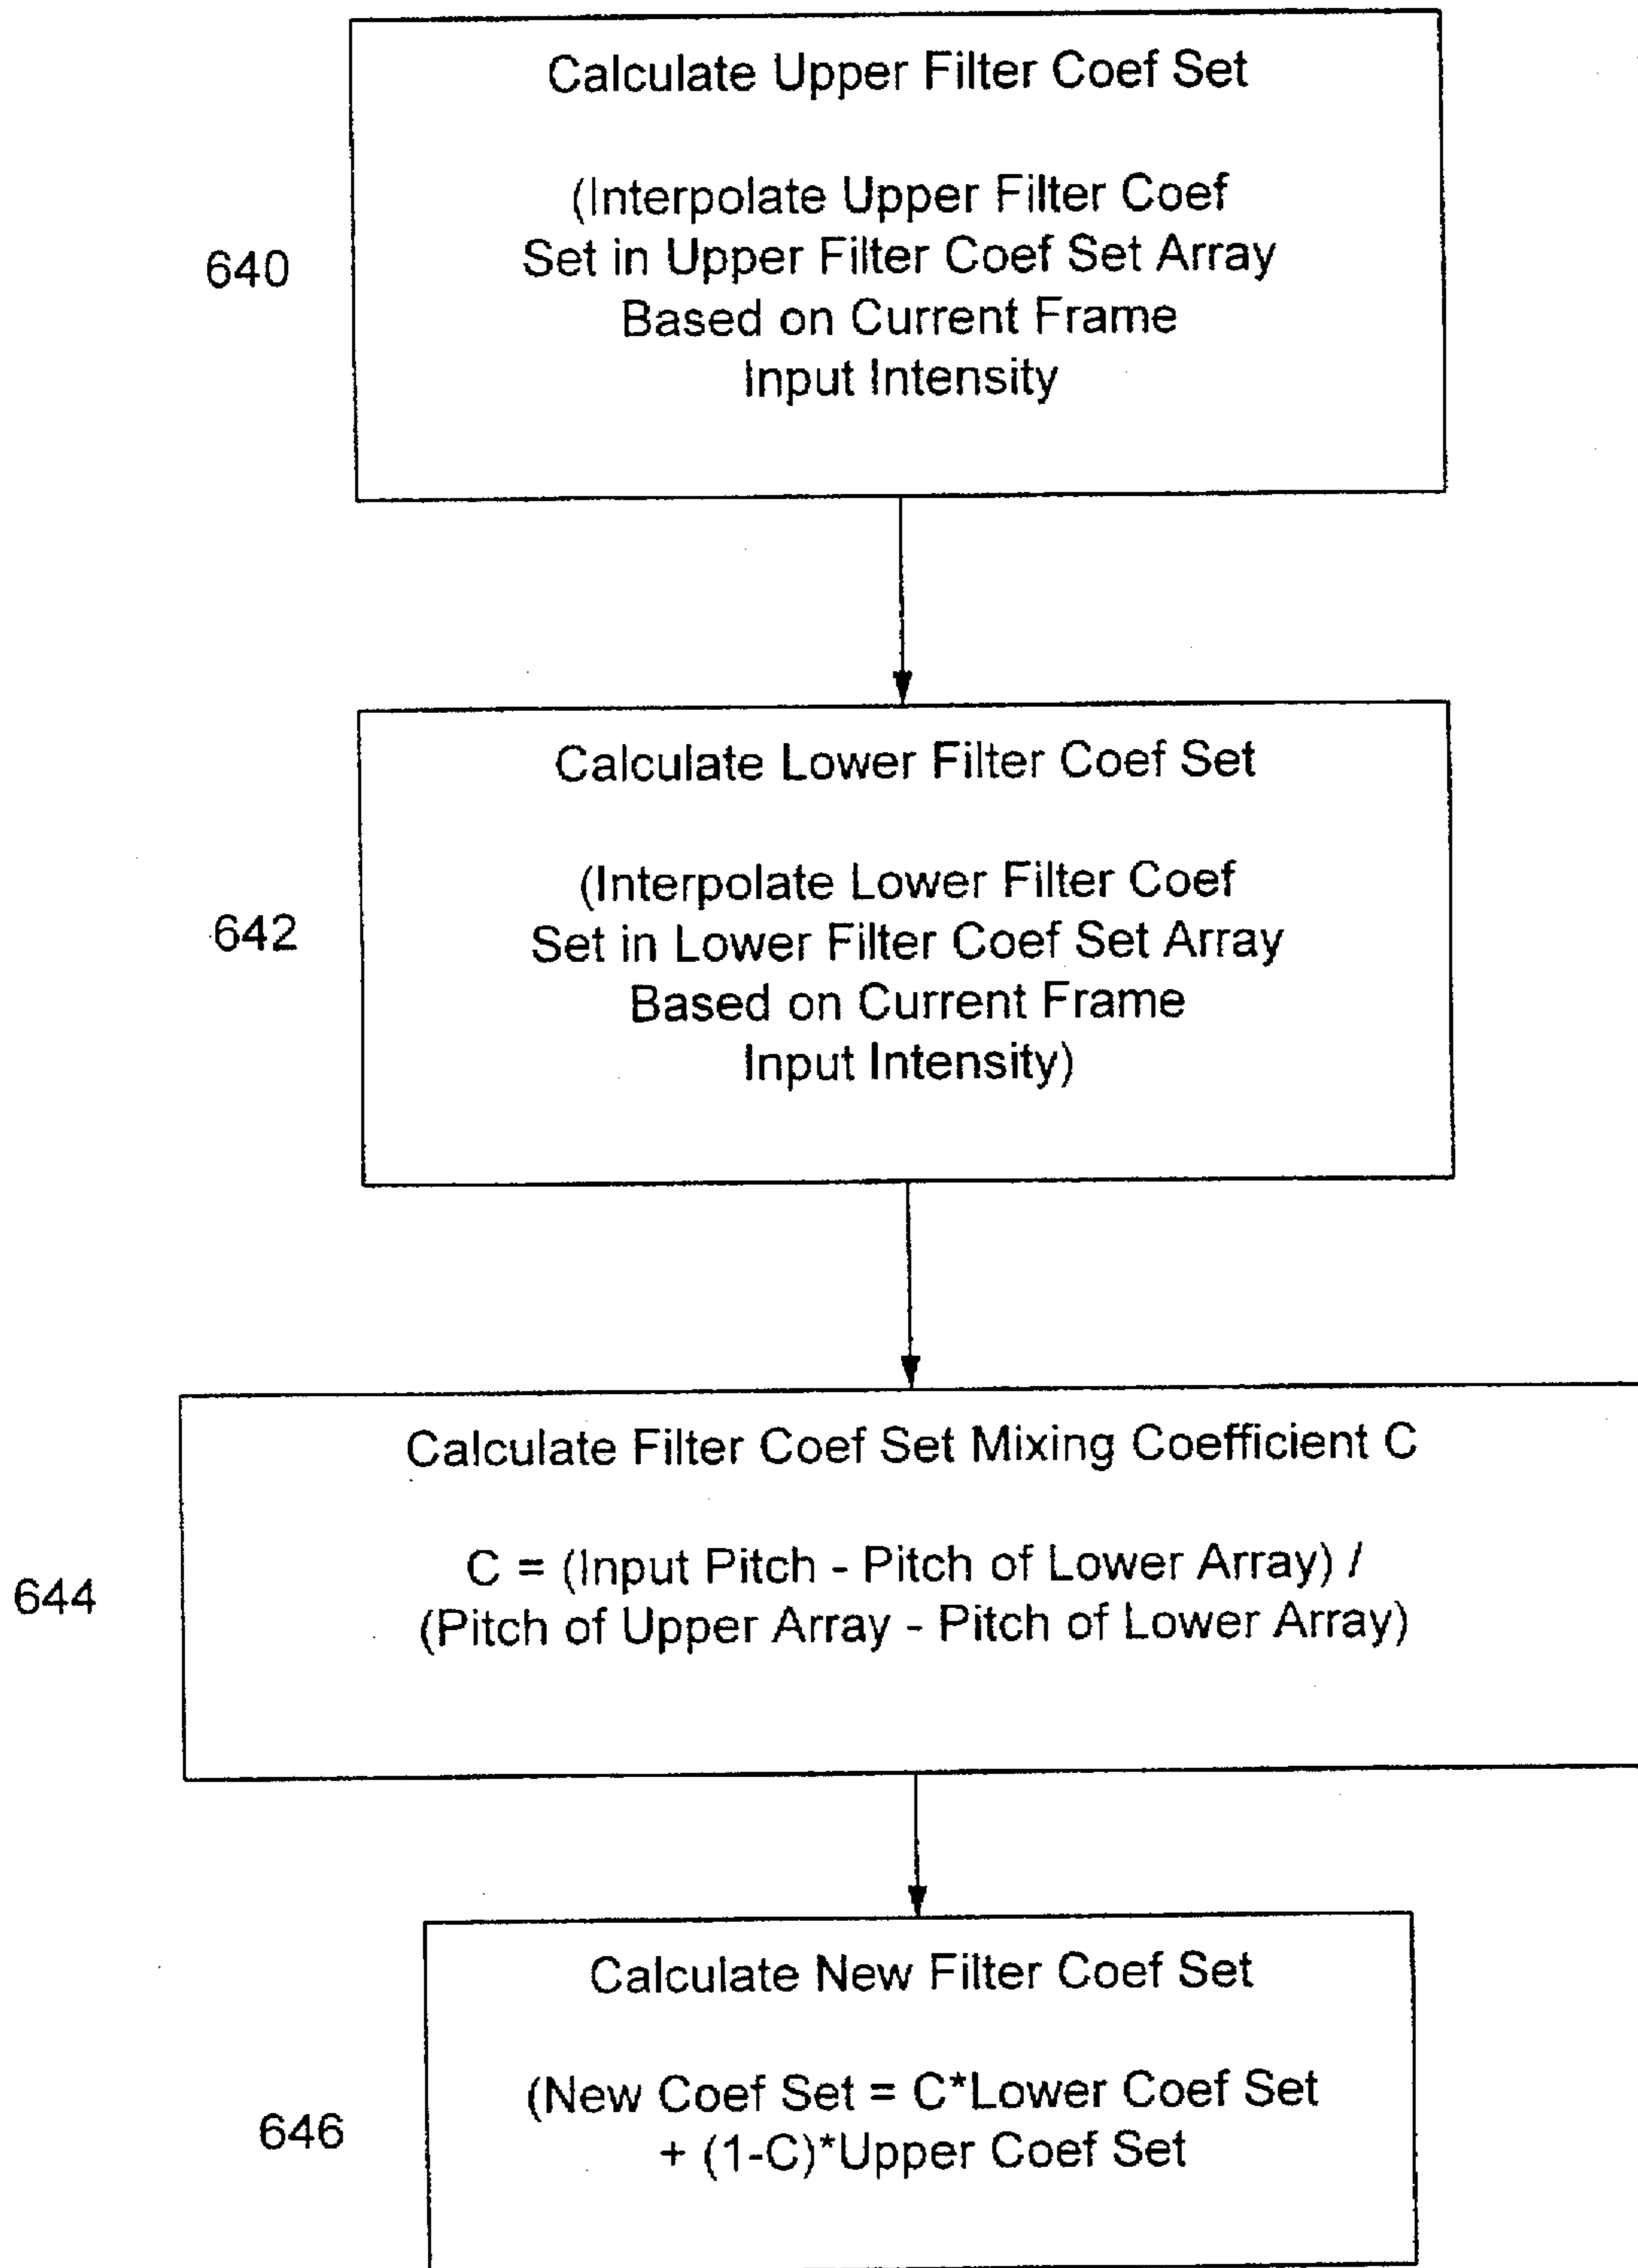 Calculate Upper Filter Coef Set
(Interpolate Upper Filter Coef
Set in Upper Filter Coef Set Array
Based on Current Frame
Input Intensity
640
Calculate Lower Filter Coef Set
(Interpolate Lower Filter Coef
Set in Lower Filter Coef Set Array
Based on Current Frame
Input Intensity)
642
Calculate Filter Coef Set Mixing Coefficient C
C = (Input Pitch - Pitch of Lower Array) /
(Pitch of Upper Array - Pitch of Lower Array)
644
Calculate New Filter Coef Set
(New Coef Set = C*Lower Coef Set
+ (1-C)*Upper Coef Set
646